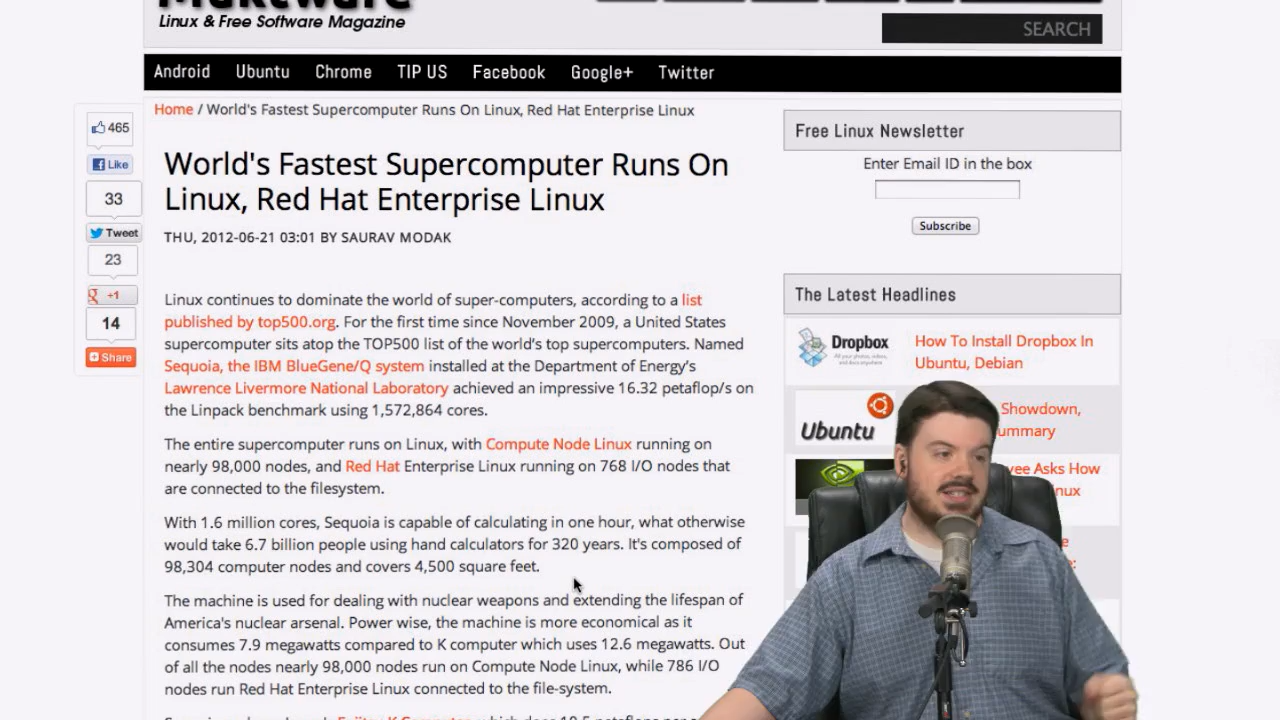 Muktware
Linux & Free Software Magazine
SEARCH
Android Ubuntu Chrome TIP US Facebook Google+ Twitter
Home / World's Fastest Supercomputer Runs On Linux, Red Hat Enterprise Linux
465
Like
33
Tweet
23
+1
14
Share
World's Fastest Supercomputer Runs On
Linux, Red Hat Enterprise Linux
THU, 2012-06-21 03:01 BY SAURAV MODAK
Linux continues to dominate the world of super-computers, according to a list
published by top500.org. For the first time since November 2009, a United States
supercomputer sits atop the TOP500 list of the world's top supercomputers. Named
Sequoia, the IBM BlueGene/Q system installed at the Department of Energy's
Lawrence Livermore National Laboratory achieved an impressive 16.32 petaflop/s on
the Linpack benchmark using 1,572,864 cores.
The entire supercomputer runs on Linux, with Compute Node Linux running on
nearly 98,000 nodes, and Red Hat Enterprise Linux running on 768 I/O nodes that
are connected to the filesystem.
With 1.6 million cores, Sequoia is capable of calculating in one hour, what otherwise
would take 6.7 billion people using hand calculators for 320 years. It's composed of
98,304 computer nodes and covers 4,500 square feet.
The machine is used for dealing with nuclear weapons and extending the lifespan of
America's nuclear arsenal. Power wise, the machine is more economical as it
consumes 7.9 megawatts compared to K computer which uses 12.6 megawatts. Out
of all the nodes nearly 98,000 nodes run on Compute Node Linux, while 786 I/O
nodes run Red Hat Enterprise Linux connected to the file-system.
Free Linux Newsletter
Enter Email ID in the box
Subscribe
The Latest Headlines
Dropbox
How To Install Dropbox In
Ubuntu, Debian
Ubuntu
Showdown,